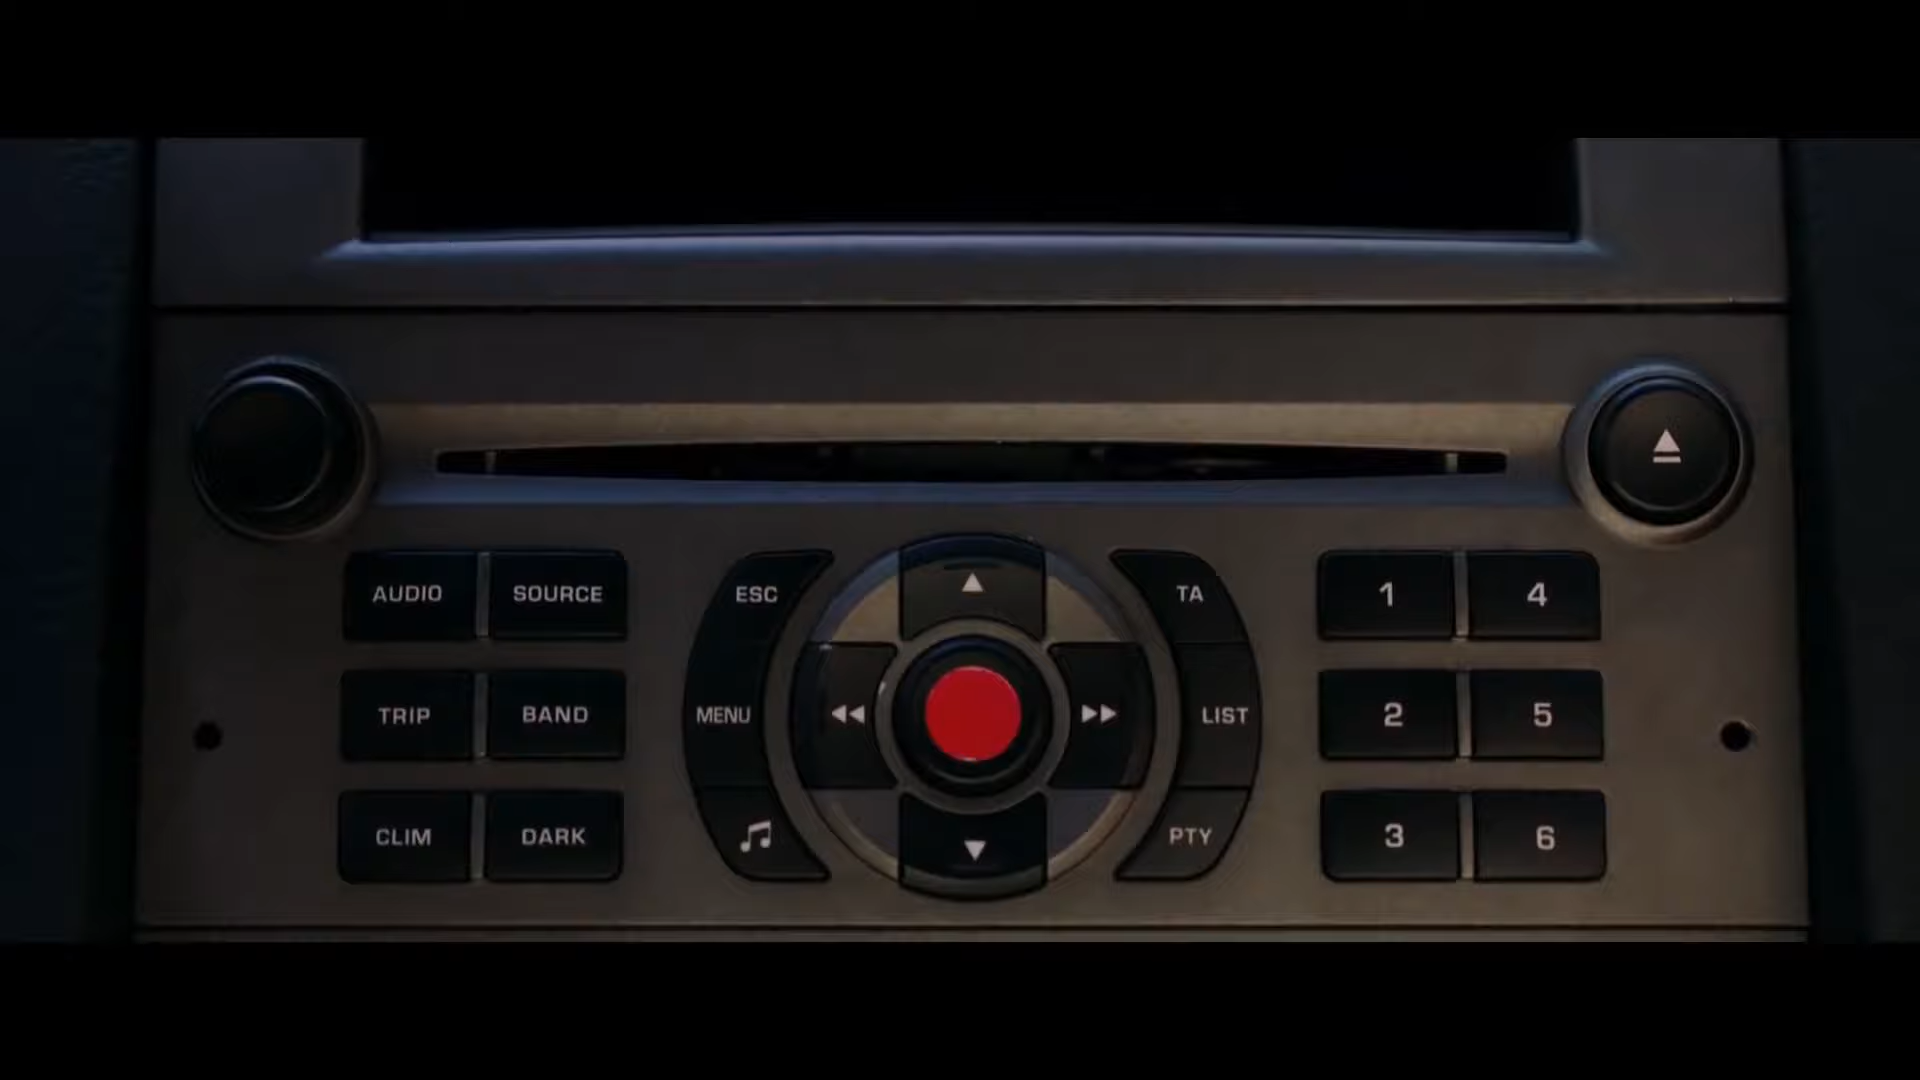 AUDIO SOURCE ESC TA 1 4
TRIP BAND MENU LIST 2 5
CLIM DARK PTY 3 6